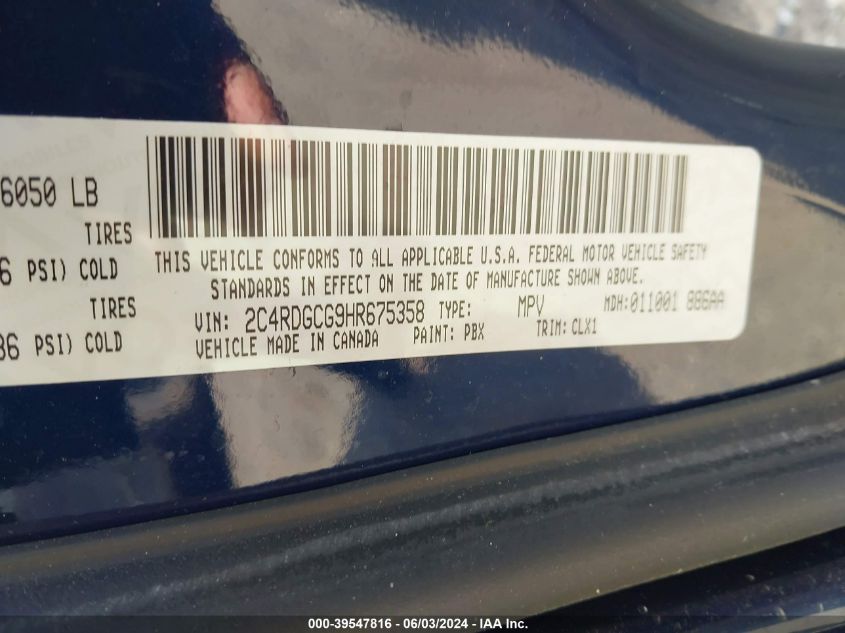 6050 LB
TIRES
6 PSI) COLD
TIRES
36 PSI) COLD
THIS VEHICLE CONFORMS TO ALL APPLICABLE U.S.A. FEDERAL MOTOR VEHICLE SAFETY
STANDARDS IN EFFECT ON THE DATE OF MANUFACTURE SHOWN ABOVE.
VIN: 2C4RDGCG9HR675358 TYPE: MPV MDH:011001 886AA
VEHICLE MADE IN CANADA PAINT: PBX TRIM: CLX1
000-39547816 - 06/03/2024 - IAA Inc.